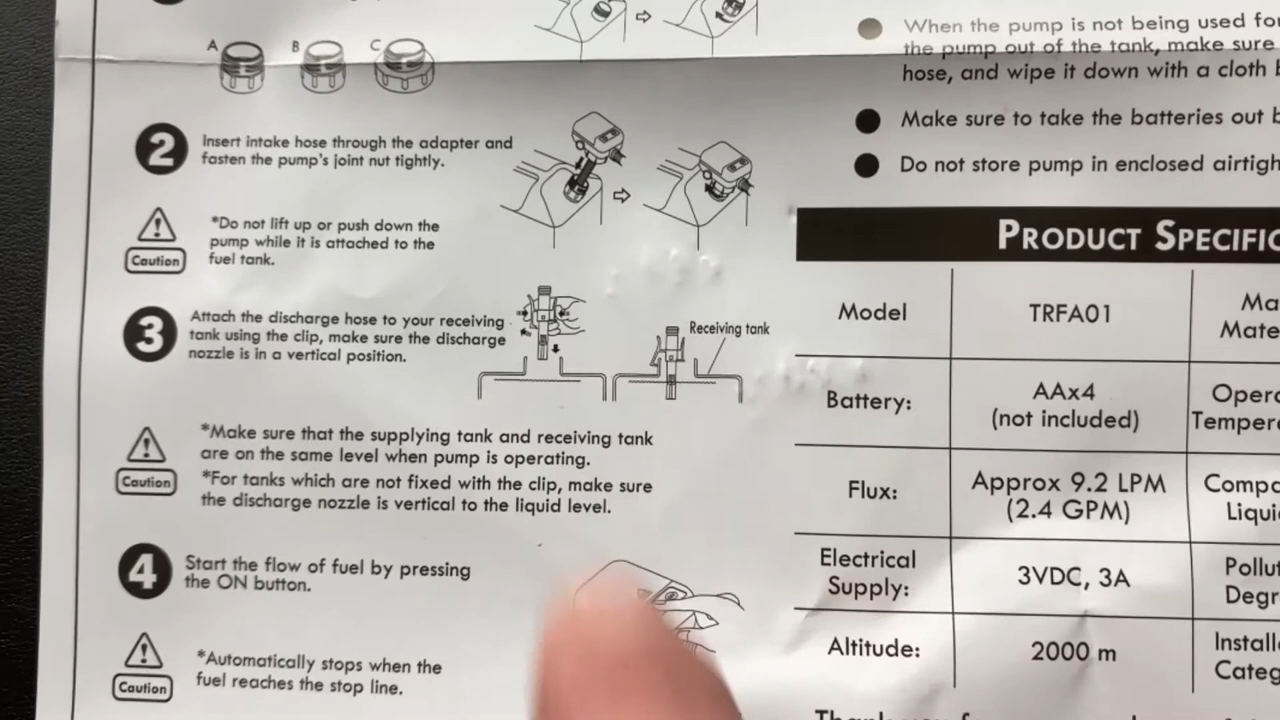 A
B
C
2
Insert intake hose through the adapter and
fasten the pump's joint nut tightly.
Caution
*Do not lift up or push down the
pump while it is attached to the
fuel tank.
3
Attach the discharge hose to your receiving
tank using the clip, make sure the discharge
nozzle is in a vertical position.
Receiving tank
Caution
*Make sure that the supplying tank and receiving tank
are on the same level when pump is operating.
*For tanks which are not fixed with the clip, make sure
the discharge nozzle is vertical to the liquid level.
4
Start the flow of fuel by pressing
the ON button.
Caution
*Automatically stops when the
fuel reaches the stop line.
When the pump is not being used for
the pump out of the tank, make sure
hose, and wipe it down with a cloth
Make sure to take the batteries out
Do not store pump in enclosed
PRODUCT
Model
TRFA01
Battery:
AAx4
(not included)
Flux:
Approx 9.2 LPM
(2.4 GPM)
Electrical
Supply:
3VDC, 3A
Altitude:
2000 m